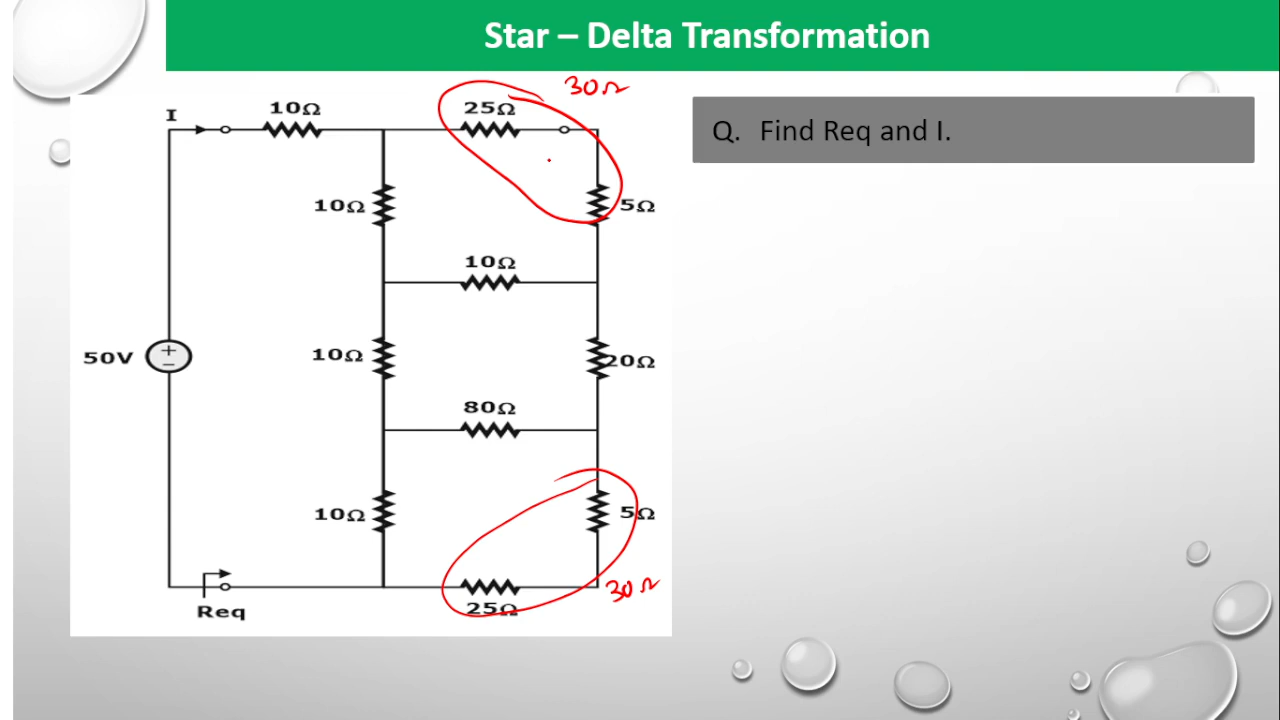 Star – Delta Transformation
30Ω
I
10Ω
25Ω
Q. Find Req and I.
10Ω
5Ω
10Ω
50V
+
−
10Ω
20Ω
80Ω
10Ω
5Ω
30Ω
Req
25Ω